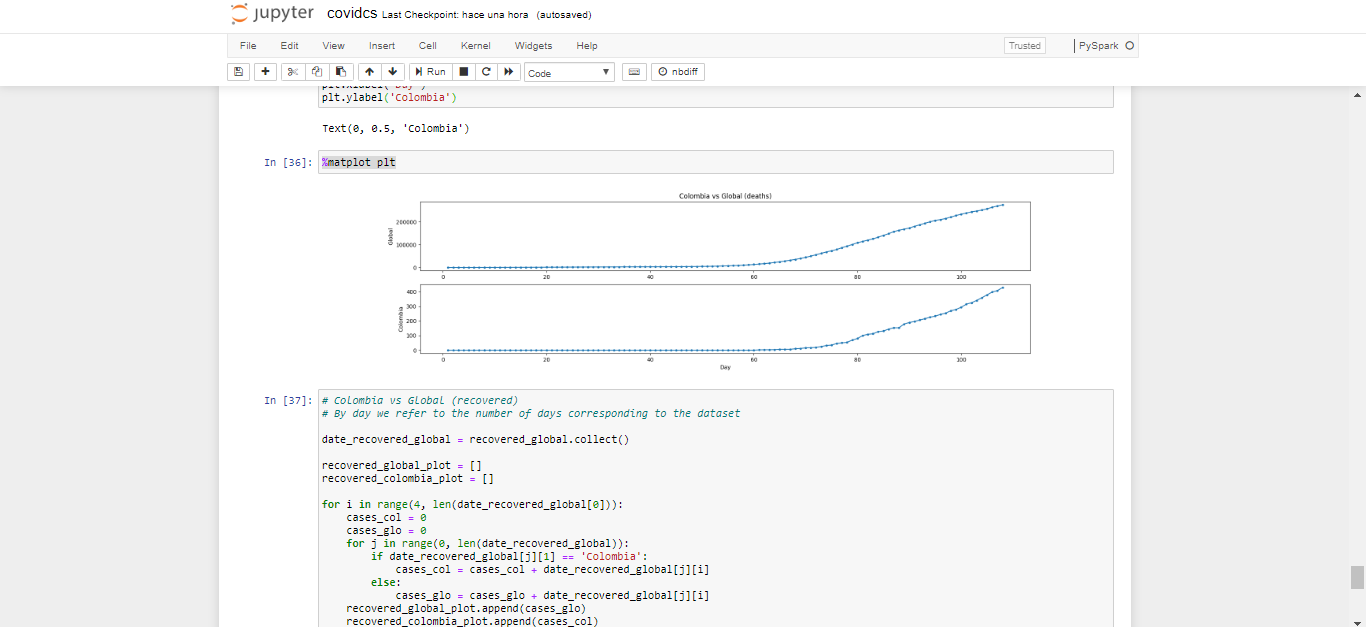 jupyter covidcs Last Checkpoint: hace una hora (autosaved)
File Edit View Insert Cell Kernel Widgets Help Trusted PySpark
Run Code nbdiff
plt.ylabel('Colombia')
Text(0, 0.5, 'Colombia')
In [36]: %matplot plt
Colombia vs Global (deaths)
Global
200000
100000
0
0 20 40 60 80 100
Colombia
400
300
200
100
0
0 20 40 60 80 100
Day
In [37]: # Colombia vs Global (recovered)
# By day we refer to the number of days corresponding to the dataset
date_recovered_global = recovered_global.collect()
recovered_global_plot = []
recovered_colombia_plot = []
for i in range(4, len(date_recovered_global[0])):
cases_col = 0
cases_glo = 0
for j in range(0, len(date_recovered_global)):
if date_recovered_global[j][1] == 'Colombia':
cases_col = cases_col + date_recovered_global[j][i]
else:
cases_glo = cases_glo + date_recovered_global[j][i]
recovered_global_plot.append(cases_glo)
recovered_colombia_plot.append(cases_col)